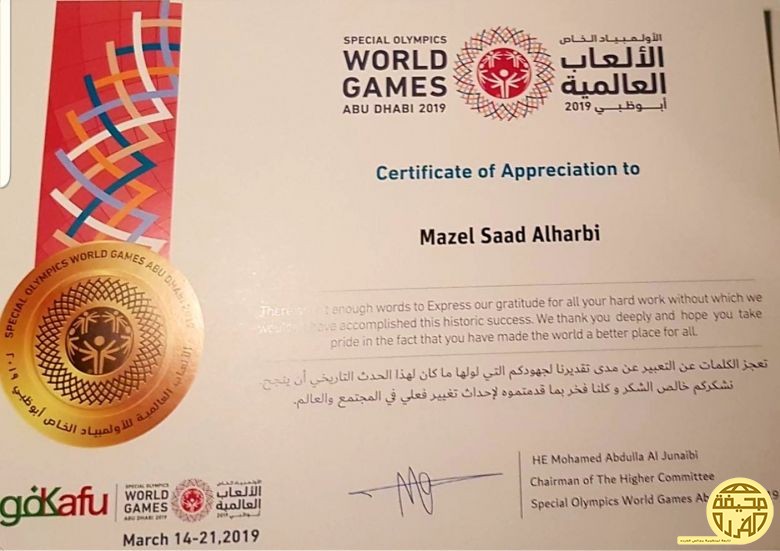 SPECIAL OLYMPICS
WORLD
GAMES
ABU DHABI 2019
الأولمبياد الخاص
الألعاب
العالمية
أبوظبي 2019
Certificate of Appreciation to
Mazel Saad Alharbi
enough words to Express our gratitude for all your hard work without which we
have accomplished this historic success. We thank you deeply and hope you take
pride in the fact that you have made the world a better place for all.
تعجز الكلمات عن التعبير عن مدى تقديرنا لجهودكم التي لولها ما كان لهذا الحدث التاريخي أن ينجح.
نشكركم خالص الشكر و كلنا فخر بما قدمتموه لإحداث تغيير فعلي في المجتمع والعالم.
SPECIAL OLYMPICS WORLD GAMES ABU DHABI 2019
الألعاب العالمية للأولمبياد الخاص أبوظبي ٢٠١٩
HE Mohamed Abdulla Al Junaibi
Chairman of The Higher Committee
Special Olympics World Games
goKafu
SPECIAL OLYMPICS
WORLD
GAMES
ABU DHABI 2019
الأولمبياد الخاص
الألعاب
العالمية
أبوظبي 2019
March 14-21,2019
صحيفة